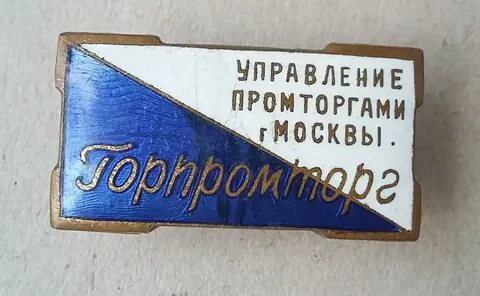 УПРАВЛЕНИЕ
ПРОМТОРГАМИ
г МОСКВЫ.
Горпромторг